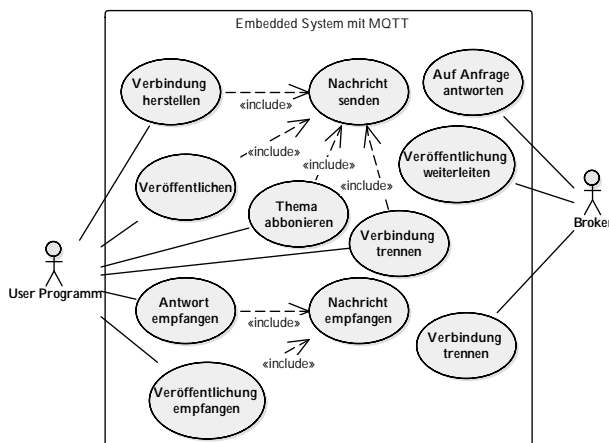 Embedded System mit MQTT
Verbindung
herstellen
«include»
Nachricht
senden
Auf Anfrage
antworten
«include»
Veröffentlichen
«include»
«include»
Veröffentlichung
weiterleiten
Thema
abbonieren
Verbindung
trennen
User Programm
Broker
Antwort
empfangen
«include»
Nachricht
empfangen
«include»
Verbindung
trennen
Veröffentlichung
empfangen